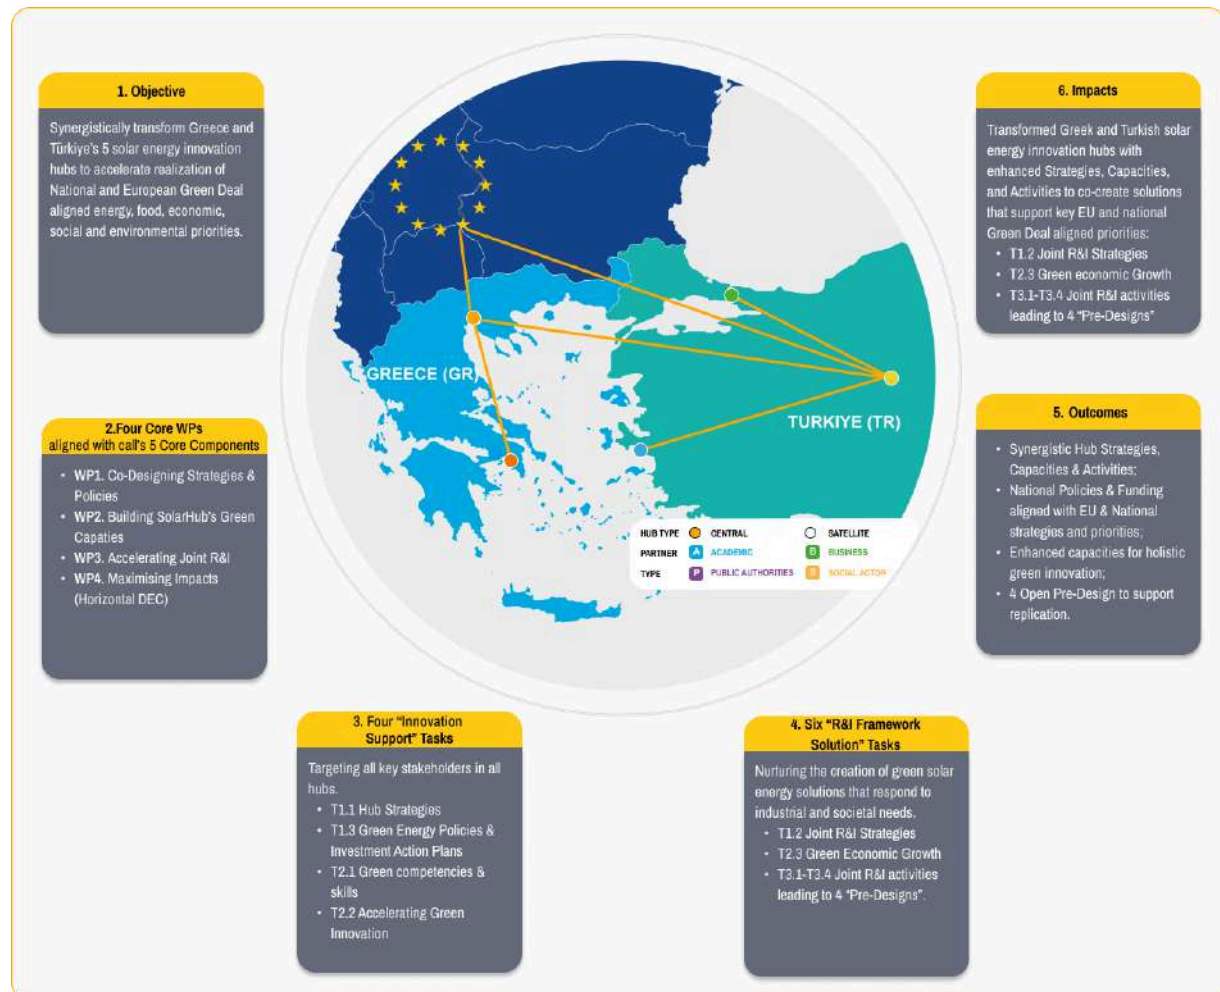 1. Objective
Synergistically transform Greece and
Türkiye's 5 solar energy innovation
hubs to accelerate realization of
National and European Green Deal
aligned energy, food, economic,
social and environmental priorities.
2.Four Core WPs
aligned with call's 5 Core Components
• WP1. Co-Designing Strategies &
Policies
• WP2. Building SolarHub's Green
Capaties
• WP3. Accelerating Joint R&I
• WP4. Maximising Impacts
(Horizontal DEC)
3. Four "Innovation
Support" Tasks
Targeting all key stakeholders in all
hubs.
• T1.1 Hub Strategies
• T1.3 Green Energy Policies &
Investment Action Plans
• T2.1 Green competencies &
skills
• T2.2 Accelerating Green
Innovation
4. Six "R&I Framework
Solution" Tasks
Nurturing the creation of green solar
energy solutions that respond to
industrial and societal needs.
• T1.2 Joint R&I Strategies
• T2.3 Green Economic Growth
• T3.1-T3.4 Joint R&I activities
leading to 4 "Pre-Designs".
5. Outcomes
• Synergistic Hub Strategies,
Capacities & Activities;
• National Policies & Funding
aligned with EU & National
strategies and priorities;
• Enhanced capacities for holistic
green innovation;
• 4 Open Pre-Design to support
replication.
6. Impacts
Transformed Greek and Turkish solar
energy innovation hubs with
enhanced Strategies, Capacities,
and Activities to co-create solutions
that support key EU and national
Green Deal aligned priorities:
• T1.2 Joint R&I Strategies
• T2.3 Green economic Growth
• T3.1-T3.4 Joint R&I activities
leading to 4 "Pre-Designs"
GREECE (GR)
TURKIYE (TR)
HUB TYPE CENTRAL SATELLITE
PARTNER A ACADEMIC B BUSINESS
TYPE P PUBLIC AUTHORITIES S SOCIAL ACTOR